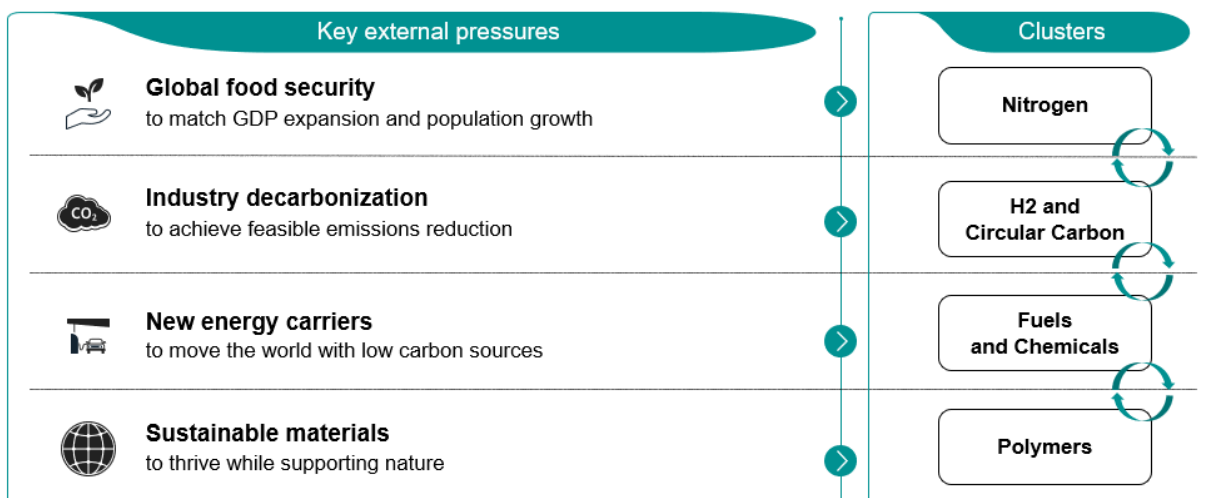 Key external pressures
Clusters
Global food security
to match GDP expansion and population growth
Nitrogen
CO₂
Industry decarbonization
to achieve feasible emissions reduction
H2 and
Circular Carbon
New energy carriers
to move the world with low carbon sources
Fuels
and Chemicals
Sustainable materials
to thrive while supporting nature
Polymers